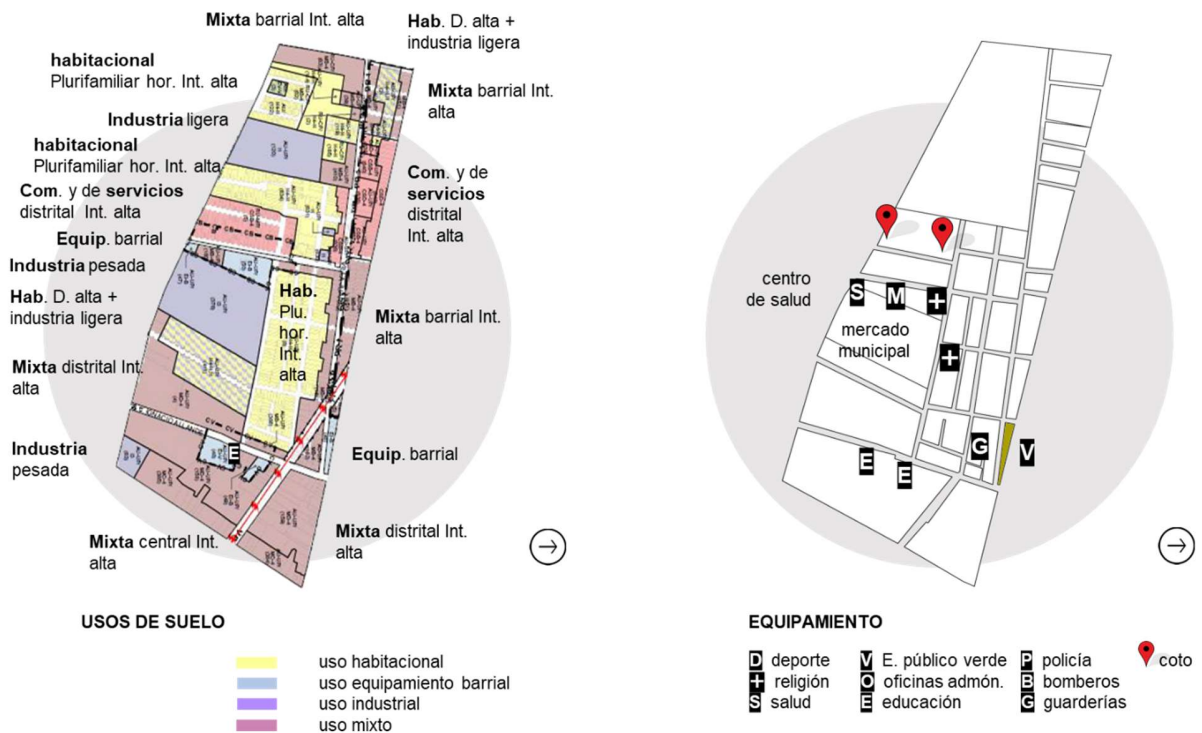 Mixta barrial Int. alta
Hab. D. alta +
industria ligera
habitacional
Plurifamiliar hor. Int. alta
Mixta barrial Int.
alta
Industria ligera
habitacional
Plurifamiliar hor. Int. alta
Com. y de servicios
distrital Int. alta
Com. y de
servicios
distrital
Int. alta
Equip. barrial
Industria pesada
Hab. D. alta +
industria ligera
Hab.
Plu.
hor.
Int.
alta
Mixta barrial Int.
alta
Mixta distrital Int.
alta
Industria
pesada
E
Equip. barrial
Mixta distrital Int.
alta
Mixta central Int.
alta
USOS DE SUELO
uso habitacional
uso equipamiento barrial
uso industrial
uso mixto
centro
de salud
S M +
mercado
municipal
+
G V
E E
EQUIPAMIENTO
D deporte V E. público verde P policía coto
+ religión O oficinas admón. B bomberos
S salud E educación G guarderías